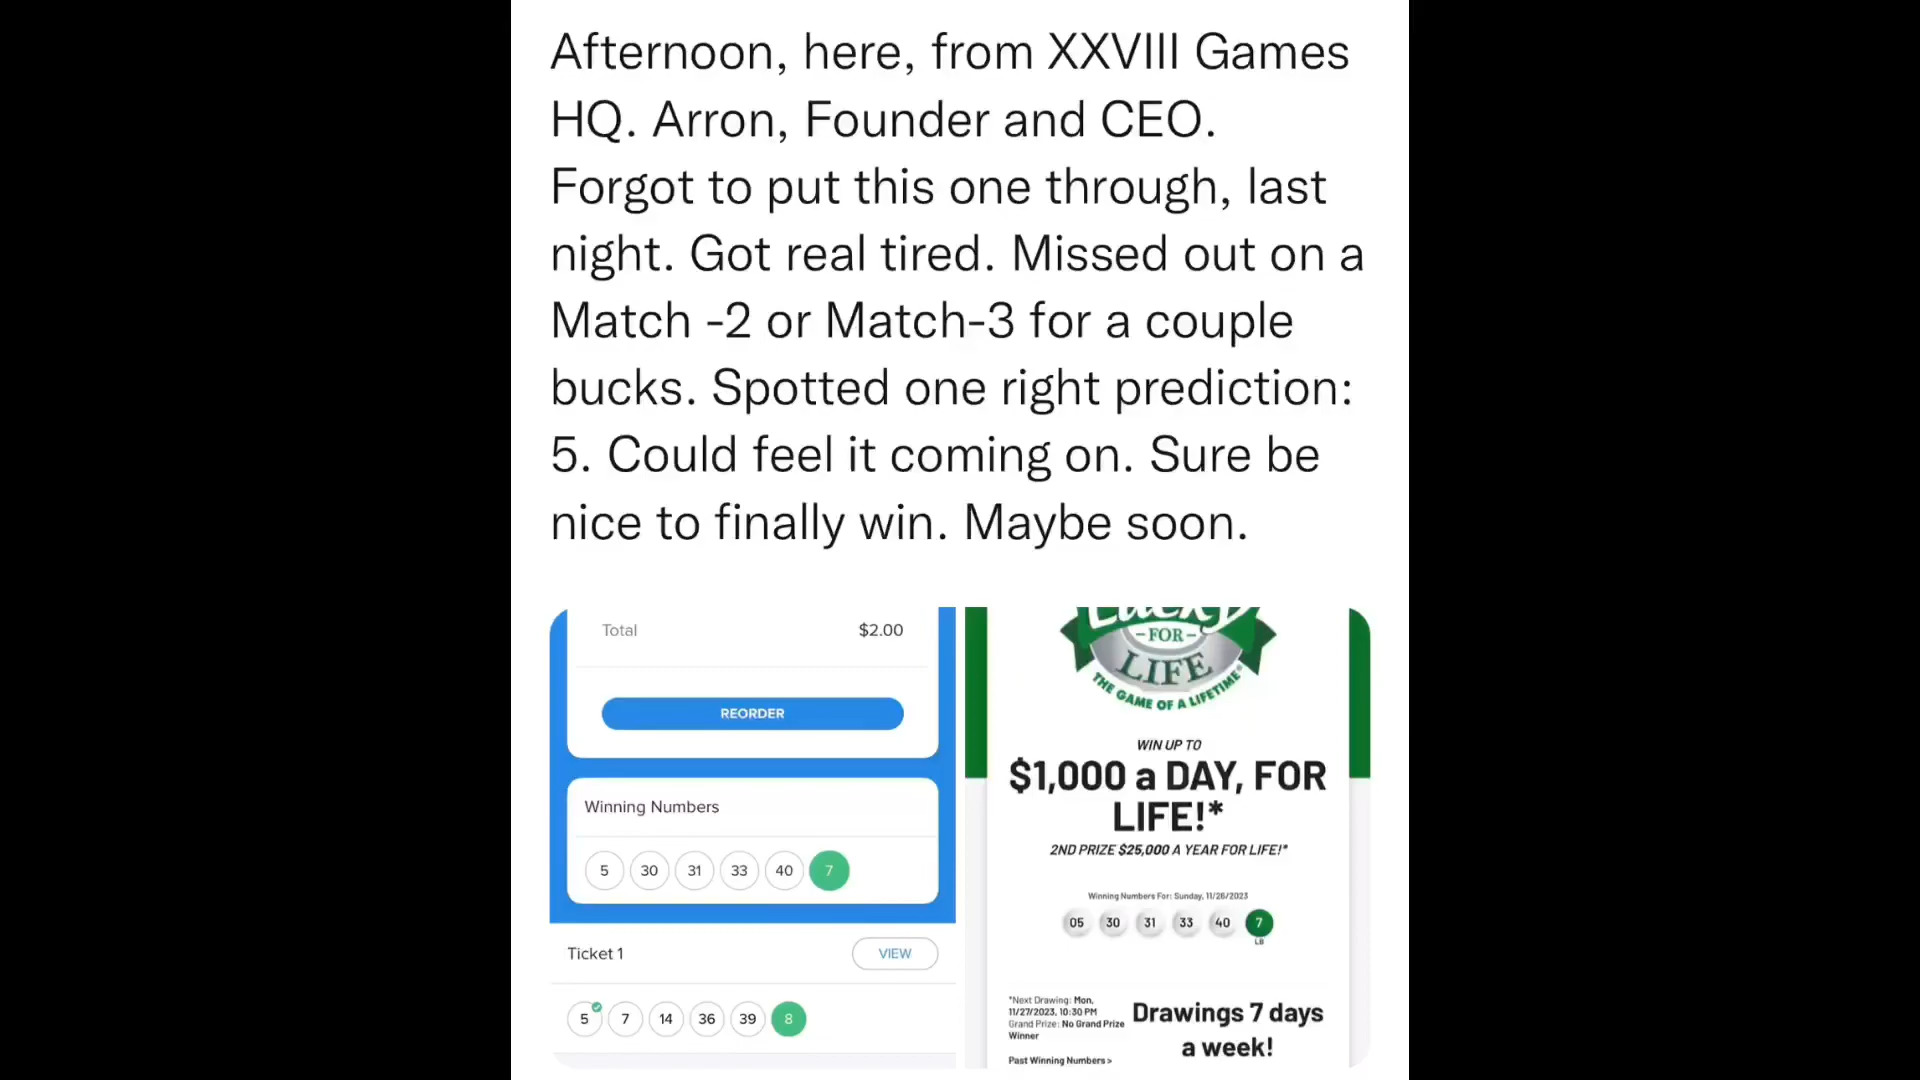 Afternoon, here, from XXVIII Games
HQ. Arron, Founder and CEO.
Forgot to put this one through, last
night. Got real tired. Missed out on a
Match -2 or Match-3 for a couple
bucks. Spotted one right prediction:
5. Could feel it coming on. Sure be
nice to finally win. Maybe soon.
Total $2.00
REORDER
Winning Numbers
5 30 31 33 40 7
Ticket 1 VIEW
5 7 14 36 39 8
Lucky
-FOR-
LIFE
THE GAME OF A LIFETIME
WIN UP TO
$1,000 a DAY, FOR
LIFE!*
2ND PRIZE $25,000 A YEAR FOR LIFE!*
Winning Numbers For: Sunday, 11/26/2023
05 30 31 33 40 7
LB
*Next Drawing: Mon,
11/27/2023, 10:30 PM
Grand Prize: No Grand Prize
Winner
Past Winning Numbers >
Drawings 7 days
a week!